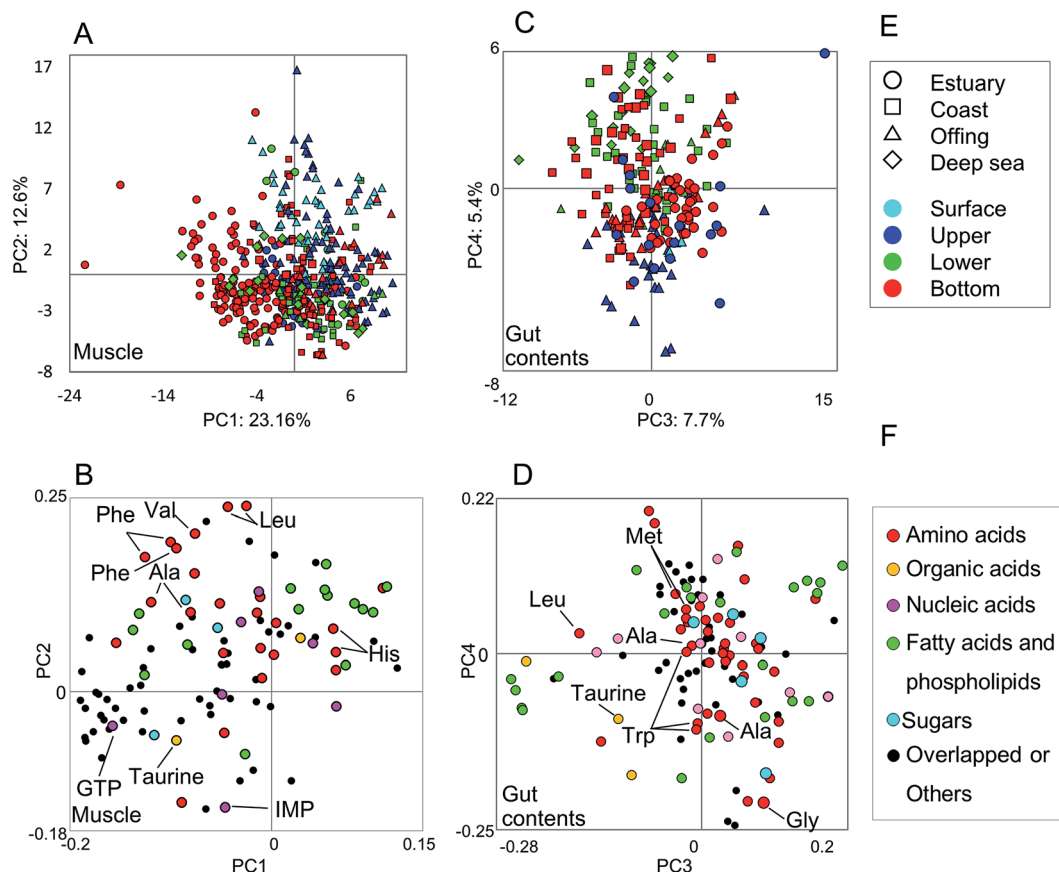 A
17
12
7
2
-3
-8
PC2: 12.6%
Muscle
-24
-14
-4
6
PC1: 23.16%
C
6
0
-8
PC4: 5.4%
Gut
contents
-12
0
15
PC3: 7.7%
E
Estuary
Coast
Offing
Deep sea
Surface
Upper
Lower
Bottom
B
0.25
0
-0.18
PC2
Phe
Val
Leu
Phe
Ala
His
GTP
Taurine
IMP
Muscle
-0.2
0
0.15
PC1
D
0.22
0
-0.25
PC4
Met
Leu
Ala
Taurine
Trp
Ala
Gly
Gut
contents
-0.28
0
0.2
PC3
F
Amino acids
Organic acids
Nucleic acids
Fatty acids and
phospholipids
Sugars
Overlapped or
Others